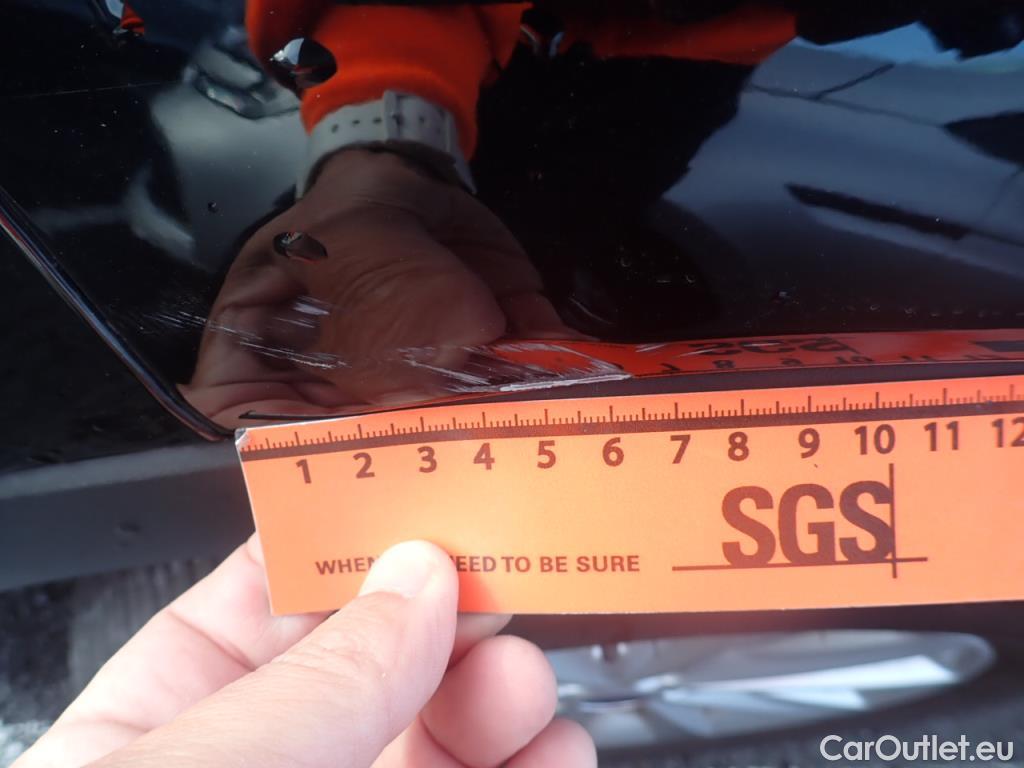 1 2 3 4 5 6 7 8 9 10 11 12
SGS
WHEN EED TO BE SURE
CarOutlet.eu